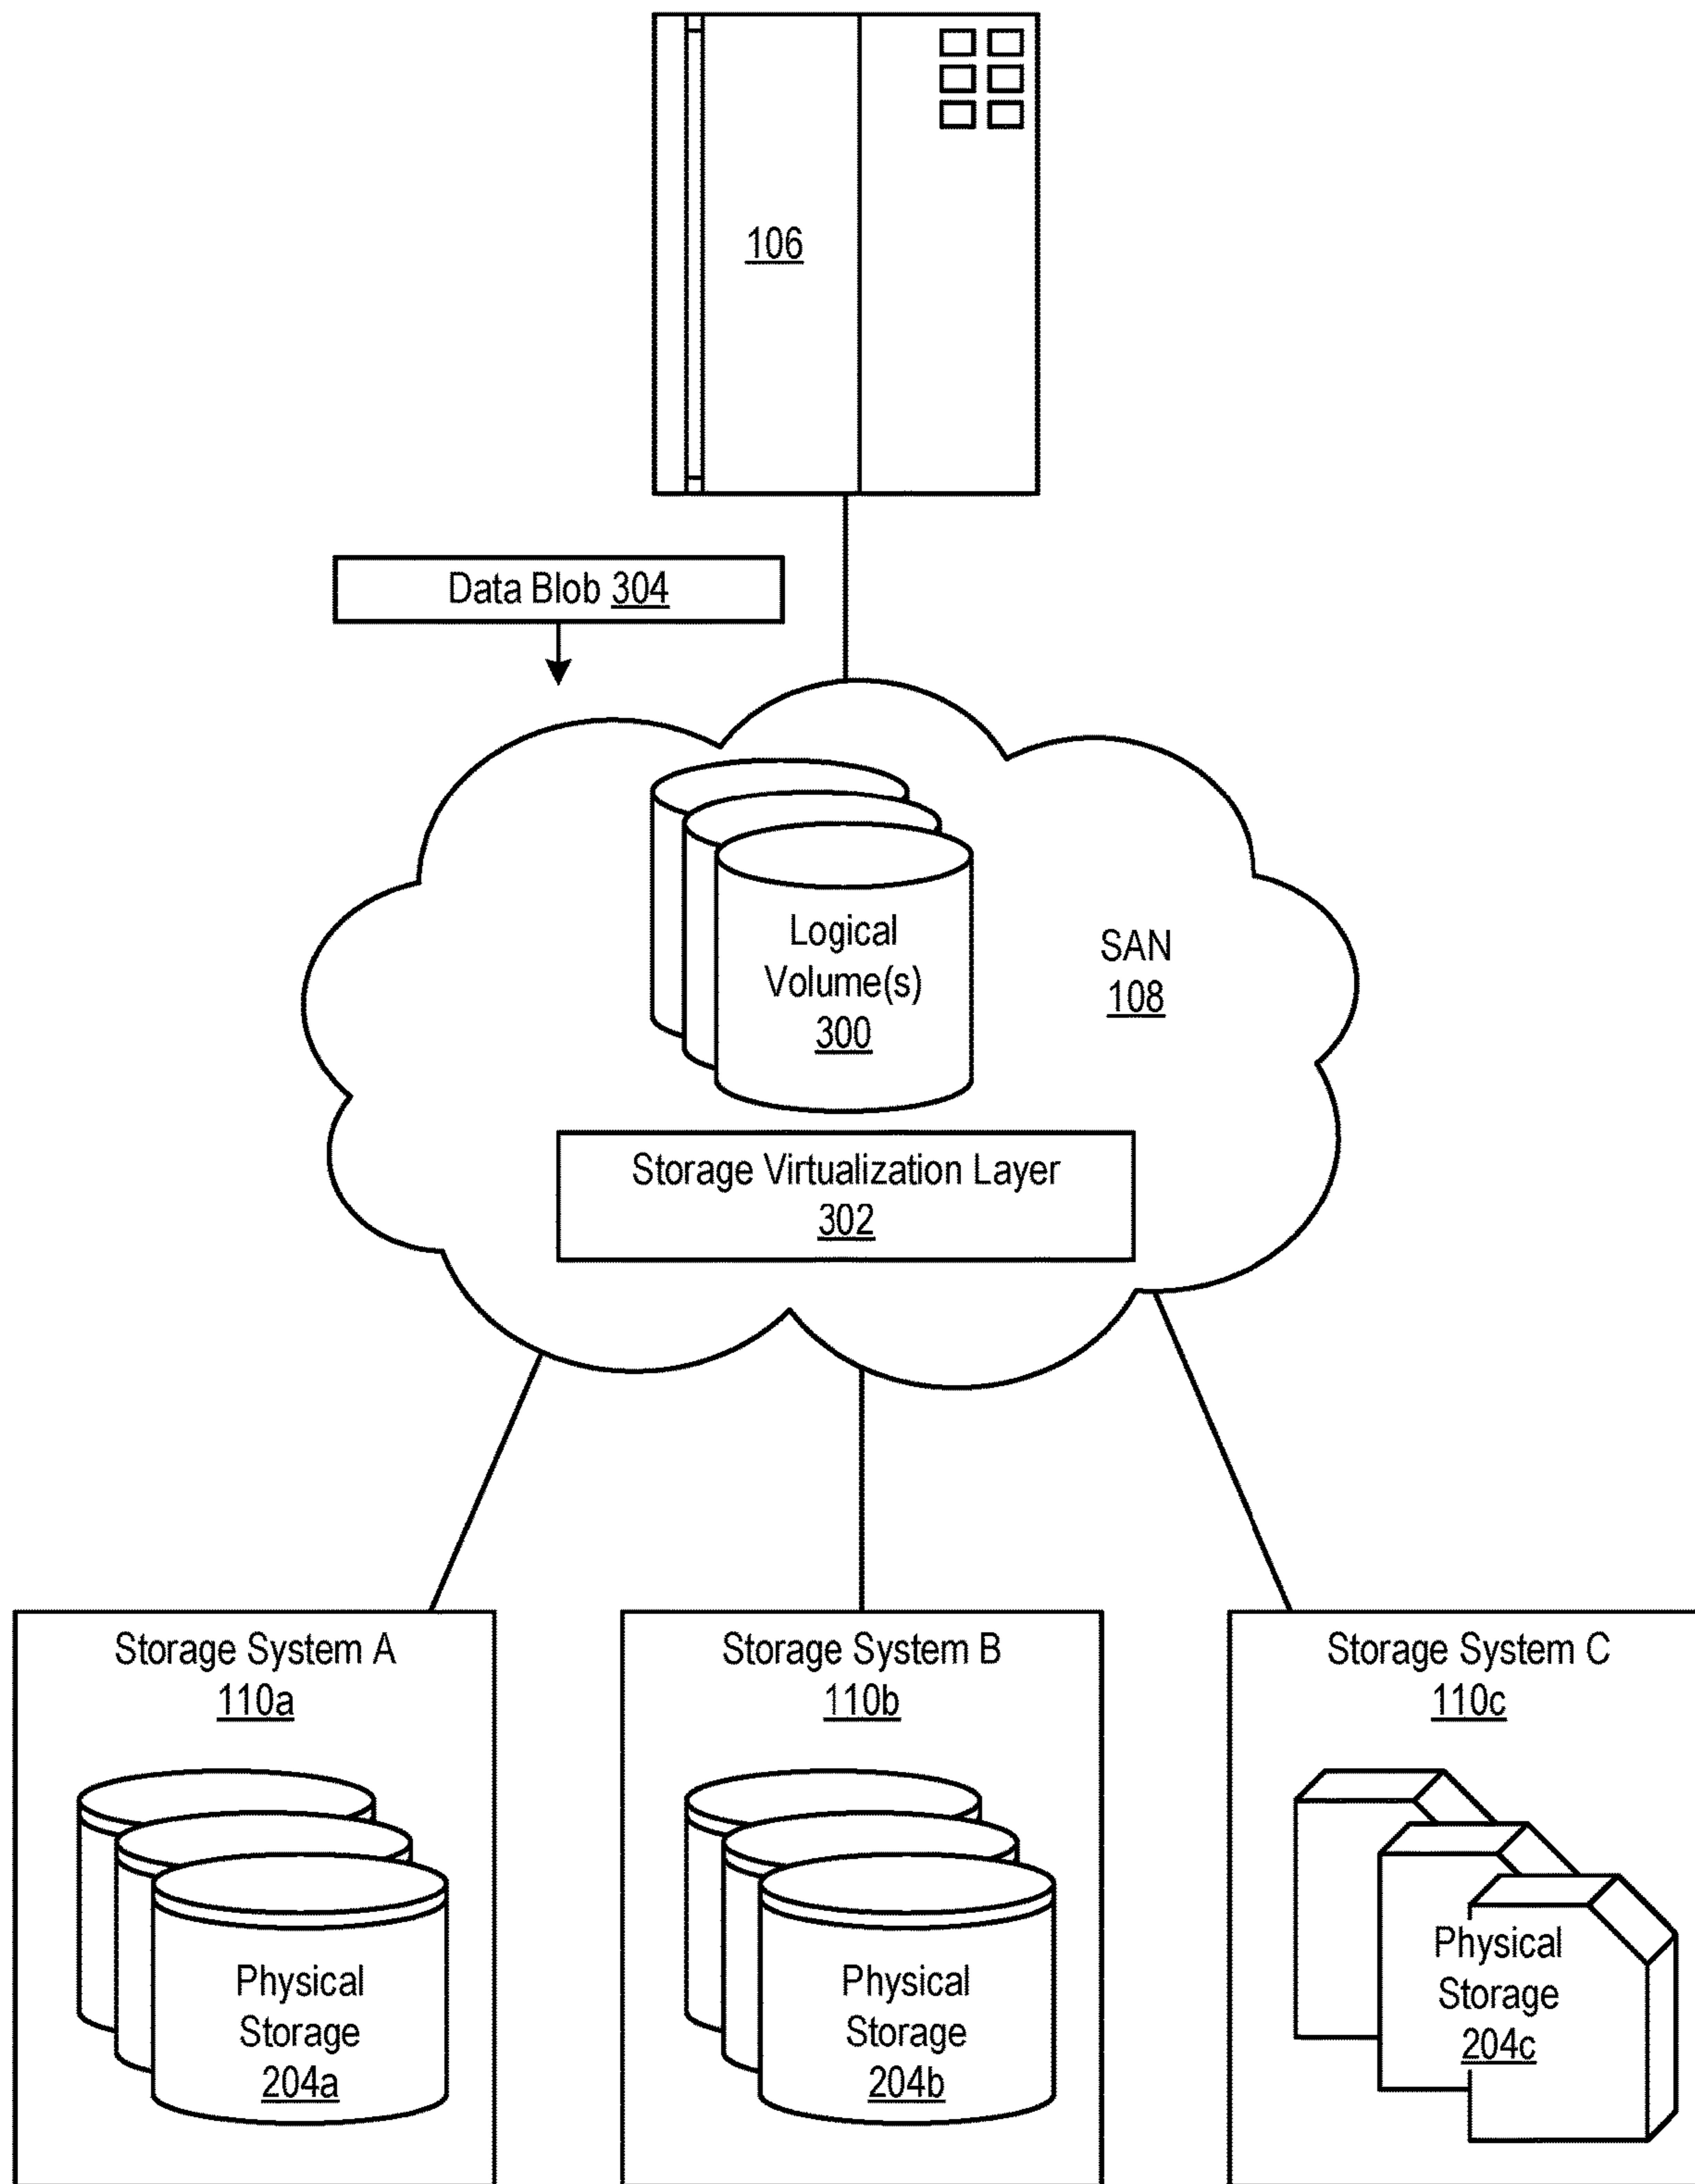 106
Data Blob 304
Logical
Volume(s)
300
SAN
108
Storage Virtualization Layer
302
Storage System A
110a
Physical
Storage
204a
Storage System B
110b
Physical
Storage
204b
Storage System C
110c
Physical
Storage
204c